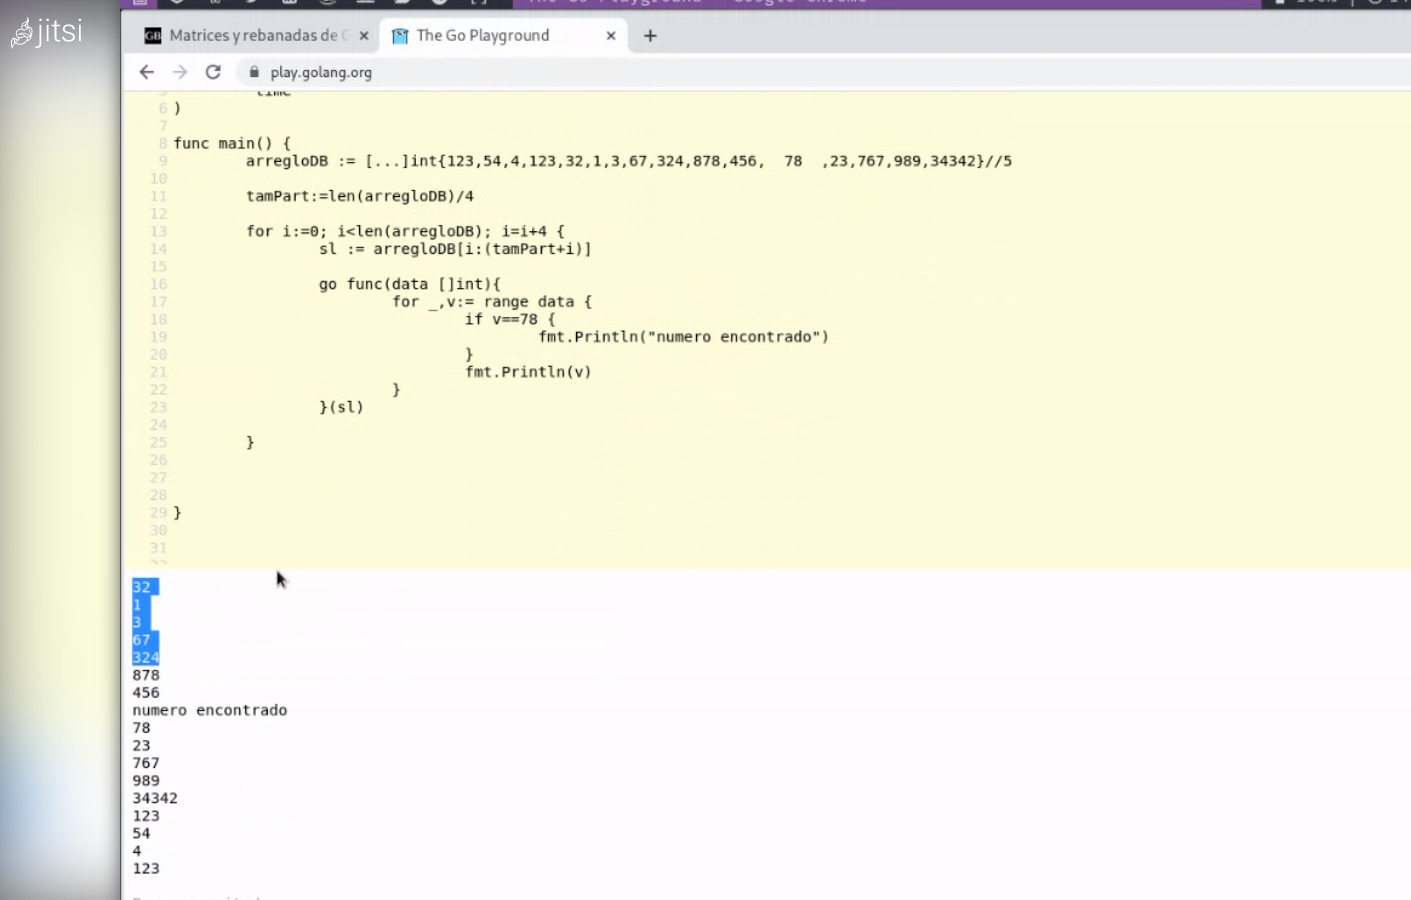 jitsi
Matrices y rebanadas de G
The Go Playground
play.golang.org
time
6 )
7
8 func main() {
9 arregloDB := [...]int{123,54,4,123,32,1,3,67,324,878,456,  78  ,23,767,989,34342}//5
10
11 tamPart:=len(arregloDB)/4
12
13 for i:=0; i<len(arregloDB); i=i+4 {
14 sl := arregloDB[i:(tamPart+i)]
15
16 go func(data []int){
17 for _,v:= range data {
18 if v==78 {
19 fmt.Println("numero encontrado")
20 }
21 fmt.Println(v)
22 }
23 }(sl)
24
25 }
26
27
28
29 }
30
31
32
1
3
67
324
878
456
numero encontrado
78
23
767
989
34342
123
54
4
123